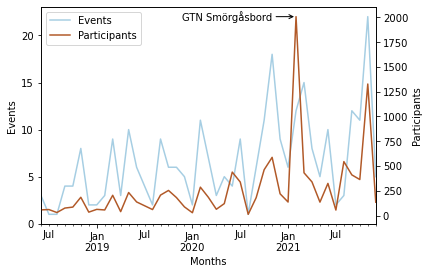 GTN Smörgåsbord
Events
Participants
20
15
10
5
0
2000
1750
1500
1250
1000
750
500
250
0
Events
Participants
Jul
Jan
2019
Jul
Jan
2020
Jul
Jan
2021
Jul
Months